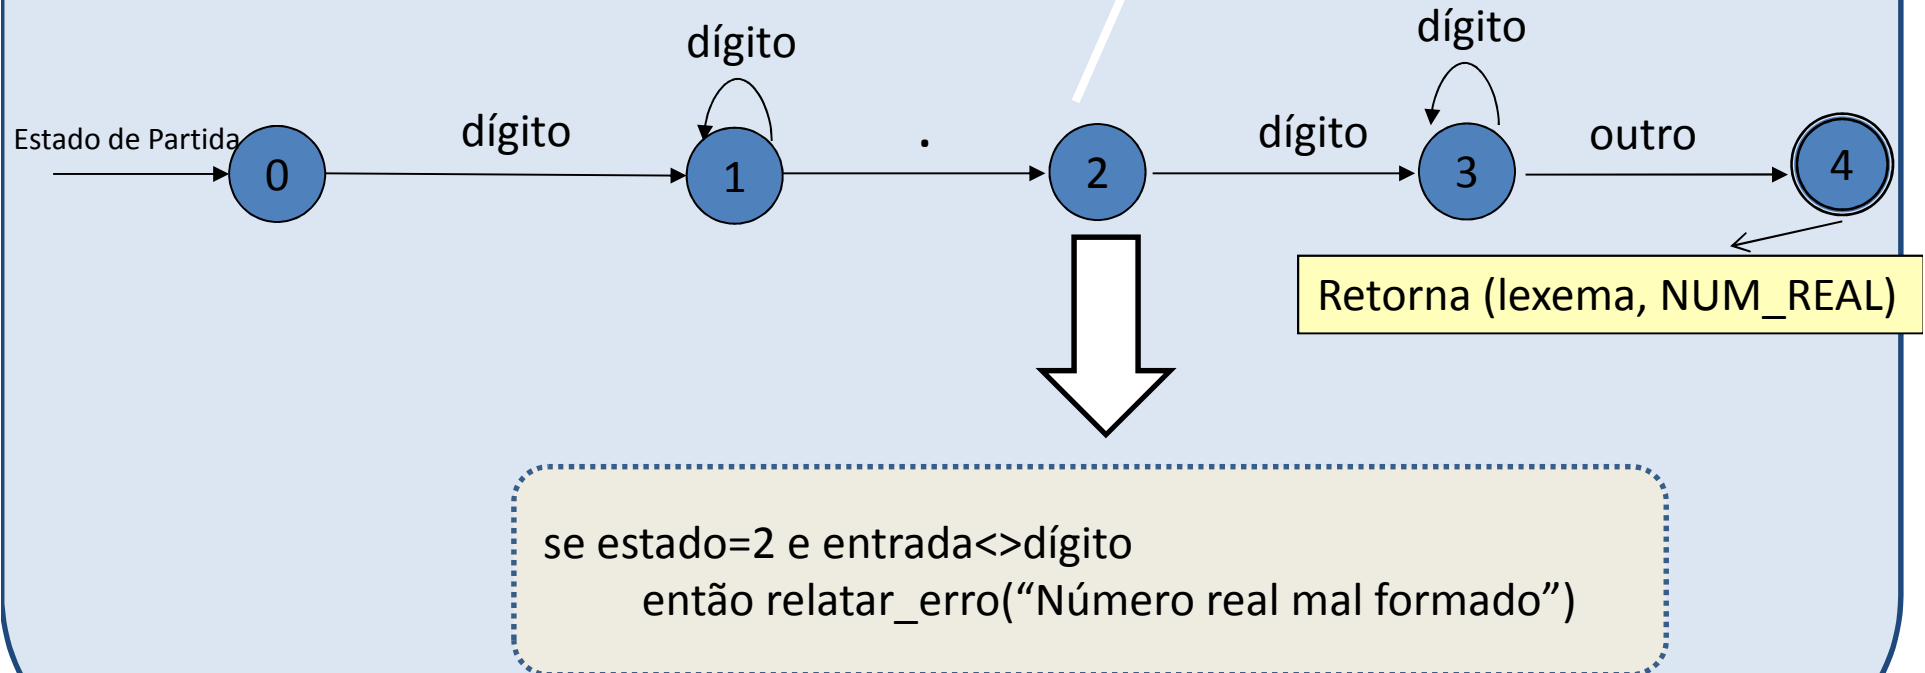 dígito
dígito
Estado de Partida
dígito
.
dígito
outro
0
1
2
3
4
Retorna (lexema, NUM_REAL)
se estado=2 e entrada<>dígito
então relatar_erro(“Número real mal formado”)